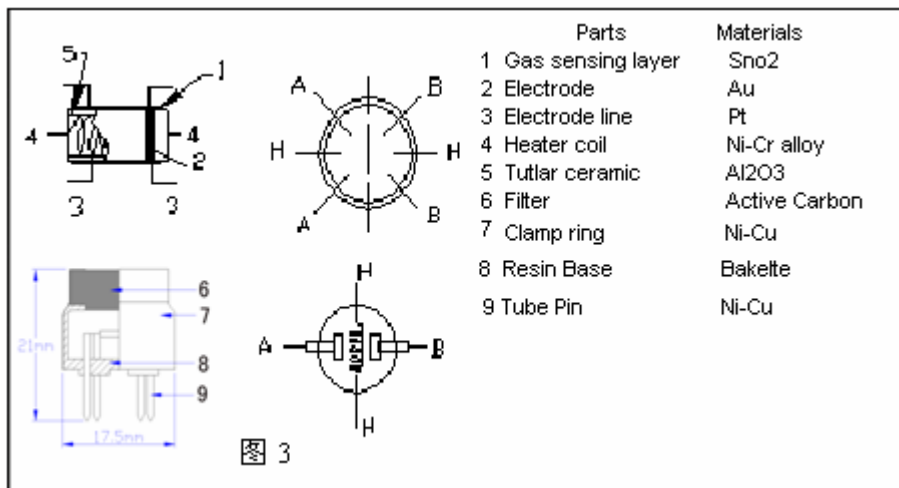 Parts Materials
1 Gas sensing layer Sno2
2 Electrode Au
3 Electrode line Pt
4 Heater coil Ni-Cr alloy
5 Tutlar ceramic Al2O3
6 Filter Active Carbon
7 Clamp ring Ni-Cu
8 Resin Base Bakelte
9 Tube Pin Ni-Cu
5
1
4
4
2
3
3
A
B
H
H
A
B
6
7
8
9
21mm
17.5mm
H
A
B
H
图 3